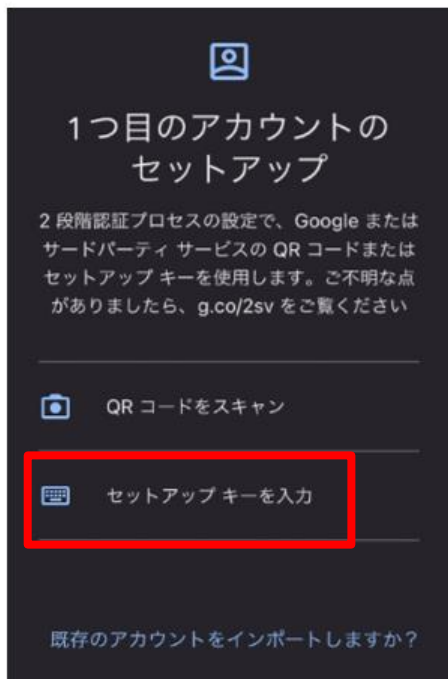 1つ目のアカウントの
セットアップ
2 段階認証プロセスの設定で、Google または
サードパーティ サービスの QR コードまたは
セットアップ キーを使用します。ご不明な点
がありましたら、g.co/2sv をご覧ください
QR コードをスキャン
セットアップ キーを入力
既存のアカウントをインポートしますか？